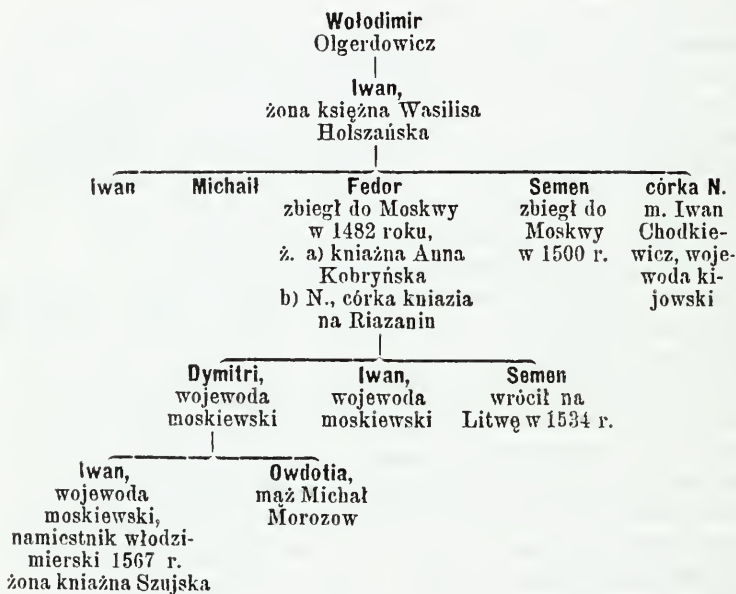 Wołodimir
Olgerdowicz
Iwan,
żona księżna Wasilisa
Holszańska
Iwan
Michaił
Fedor
zbiegł do Moskwy
w 1482 roku,
ż. a) kniażna Anna
Kobryńska
b) N., córka kniazia
na Riazaniu
Semen
zbiegł do
Moskwy
w 1500 r.
córka N.
m. Iwan
Chodkie-
wicz, woje-
woda ki-
jowski
Dymitri,
wojewoda
moskiewski
Iwan,
wojewoda
moskiewski
Semen
wrócił na
Litwę w 1534 r.
Iwan,
wojewoda
moskiewski,
namiestnik włodzi-
mierski 1567 r.
żona kniażna Szujska
Owdotia,
mąż Michał
Morozow